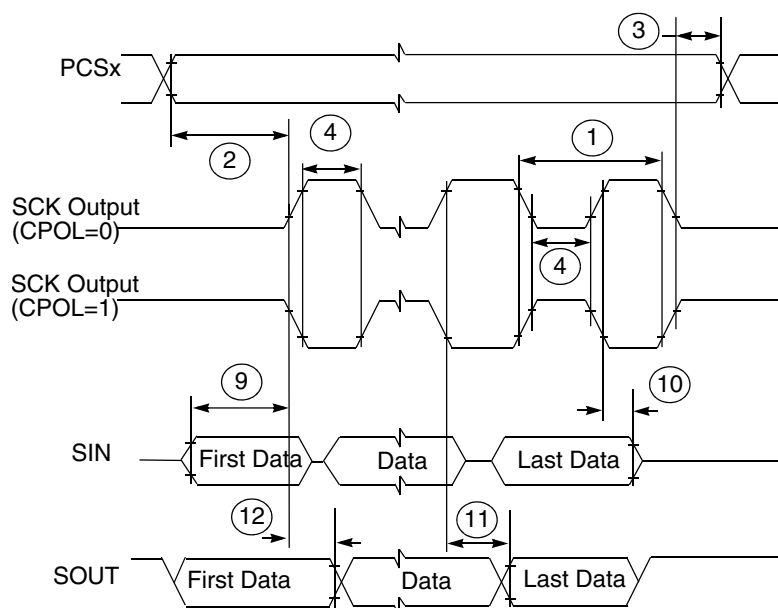 3
PCSx
2
4
1
SCK Output
(CPOL=0)
4
SCK Output
(CPOL=1)
9
10
SIN
First Data
Data
Last Data
12
11
SOUT
First Data
Data
Last Data